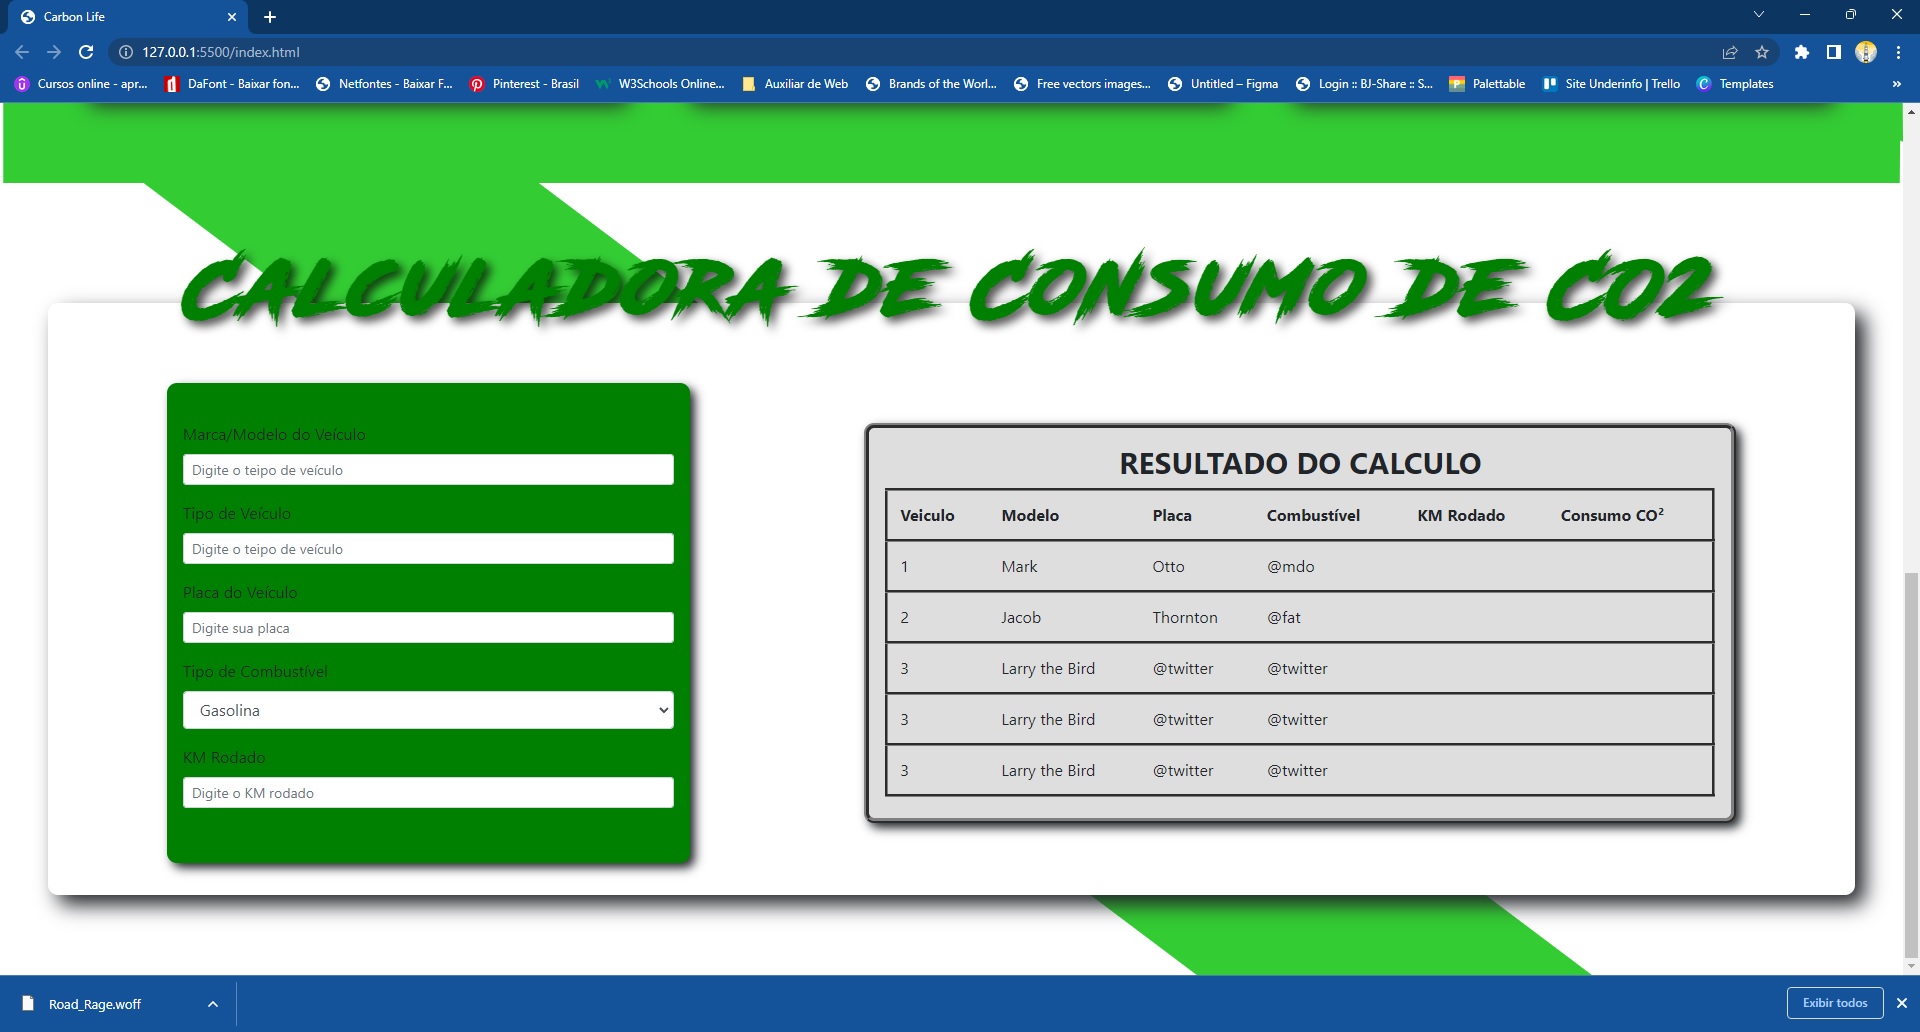 Carbon Life
127.0.0.1:5500/index.html
Cursos online - apr... DaFont - Baixar fon... Netfontes - Baixar F... Pinterest - Brasil W3Schools Online... Auxiliar de Web Brands of the Worl... Free vectors images... Untitled – Figma Login :: BJ-Share :: S... Palettable Site Underinfo | Trello Templates »
Calculadora de Consumo de CO2
Marca/Modelo do Veículo
Digite o teipo de veículo
Tipo de Veículo
Digite o teipo de veículo
Placa do Veículo
Digite sua placa
Tipo de Combustível
Gasolina
KM Rodado
Digite o KM rodado
RESULTADO DO CALCULO
Veiculo Modelo Placa Combustível KM Rodado Consumo CO²
1 Mark Otto @mdo
2 Jacob Thornton @fat
3 Larry the Bird @twitter @twitter
3 Larry the Bird @twitter @twitter
3 Larry the Bird @twitter @twitter
Road_Rage.woff
Exibir todos